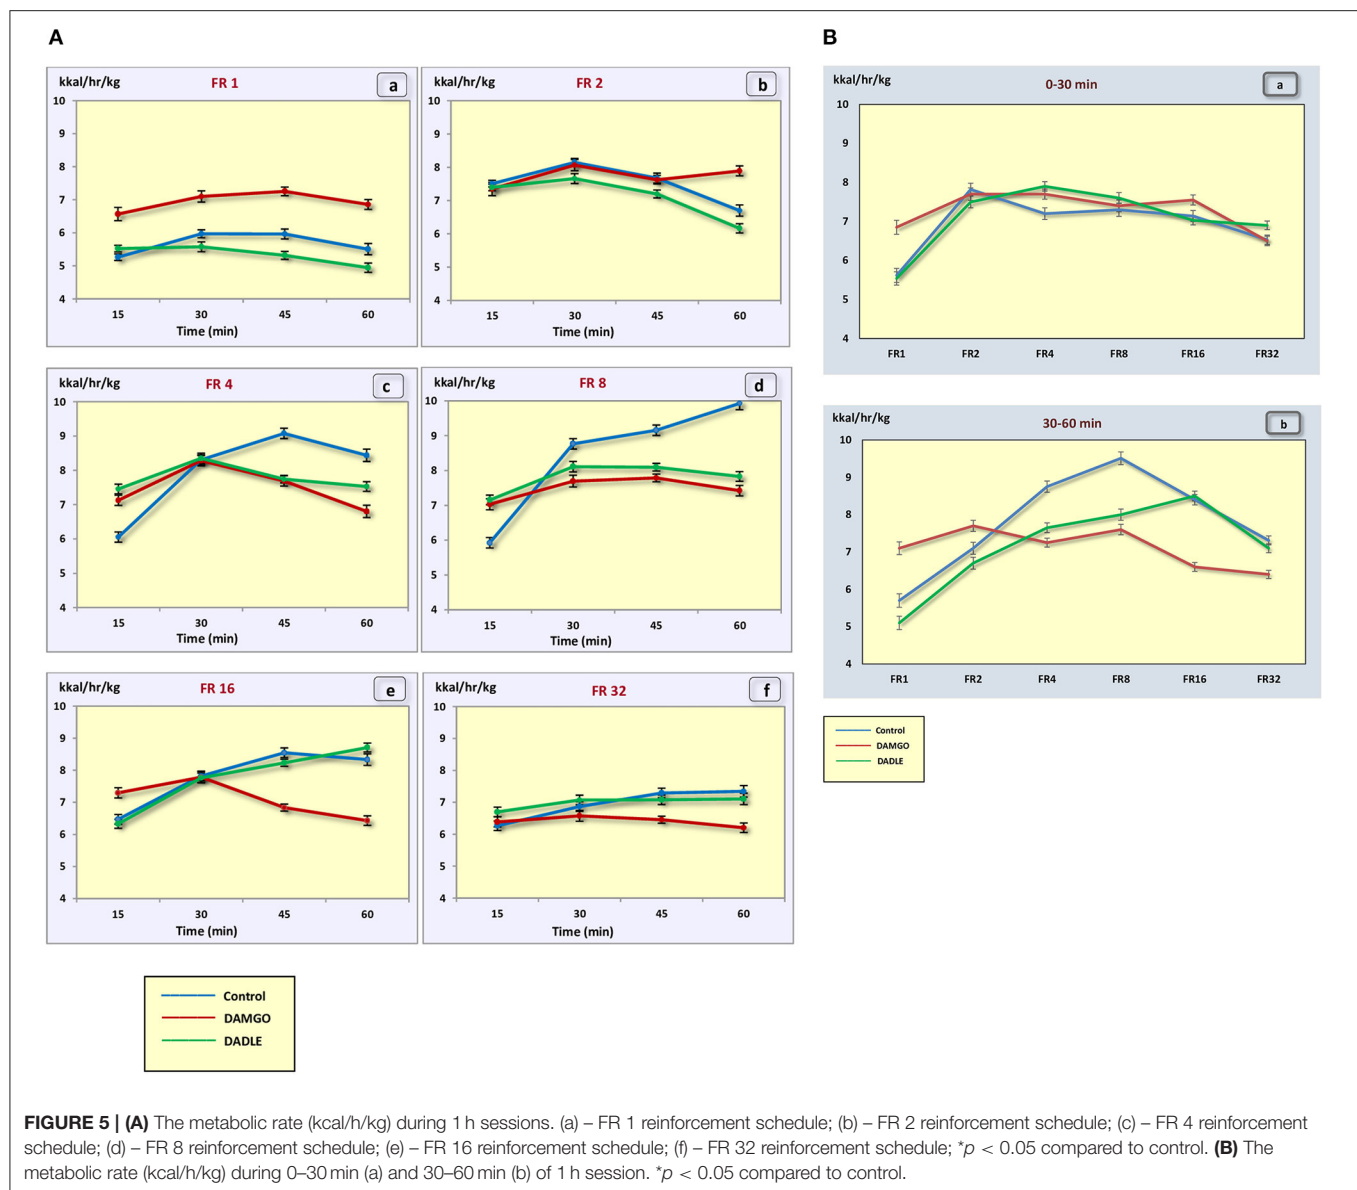 A
B
kkal/hr/kg FR 1 a
10
9
8
7
6
5
4
15 30 45 60
Time (min)
kkal/hr/kg FR 2 b
10
9
8
7
6
5
4
15 30 45 60
Time (min)
kkal/hr/kg FR 4 c
10
9
8
7
6
5
4
15 30 45 60
Time (min)
kkal/hr/kg FR 8 d
10
9
8
7
6
5
4
15 30 45 60
Time (min)
kkal/hr/kg FR 16 e
10
9
8
7
6
5
4
15 30 45 60
Time (min)
kkal/hr/kg FR 32 f
10
9
8
7
6
5
4
15 30 45 60
Time (min)
Control
DAMGO
DADLE
kkal/hr/kg 0-30 min a
10
9
8
7
6
5
4
FR1 FR2 FR4 FR8 FR16 FR32
kkal/hr/kg 30-60 min b
10
9
8
7
6
5
4
FR1 FR2 FR4 FR8 FR16 FR32
Control
DAMGO
DADLE
FIGURE 5 | (A) The metabolic rate (kcal/h/kg) during 1 h sessions. (a) – FR 1 reinforcement schedule; (b) – FR 2 reinforcement schedule; (c) – FR 4 reinforcement
schedule; (d) – FR 8 reinforcement schedule; (e) – FR 16 reinforcement schedule; (f) – FR 32 reinforcement schedule; *p < 0.05 compared to control. (B) The
metabolic rate (kcal/h/kg) during 0–30 min (a) and 30–60 min (b) of 1 h session. *p < 0.05 compared to control.